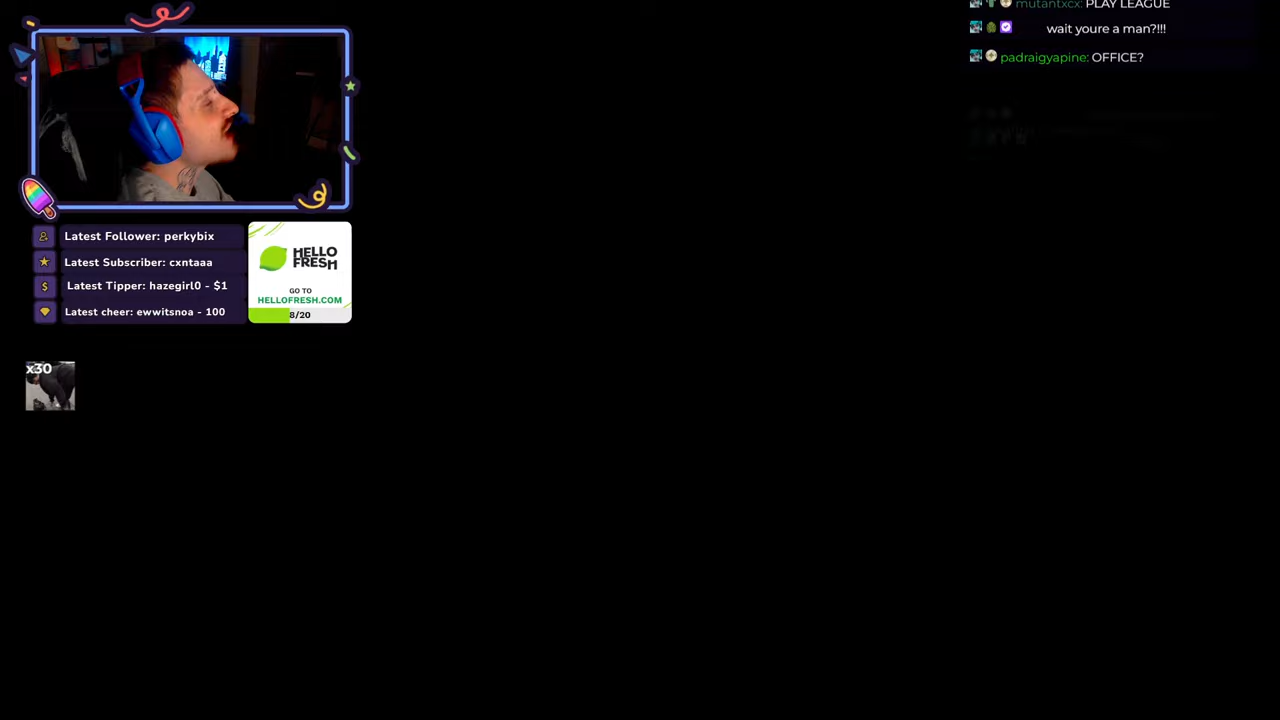 mutantxcx: PLAY LEAGUE
wait youre a man?!!!
padraigyapine: OFFICE?
Latest Follower: perkybix
Latest Subscriber: cxntaaa
Latest Tipper: hazegirl0 - $1
Latest cheer: ewwitsnoa - 100
HELLO
FRESH
GO TO
HELLOFRESH.COM
8/20
x30